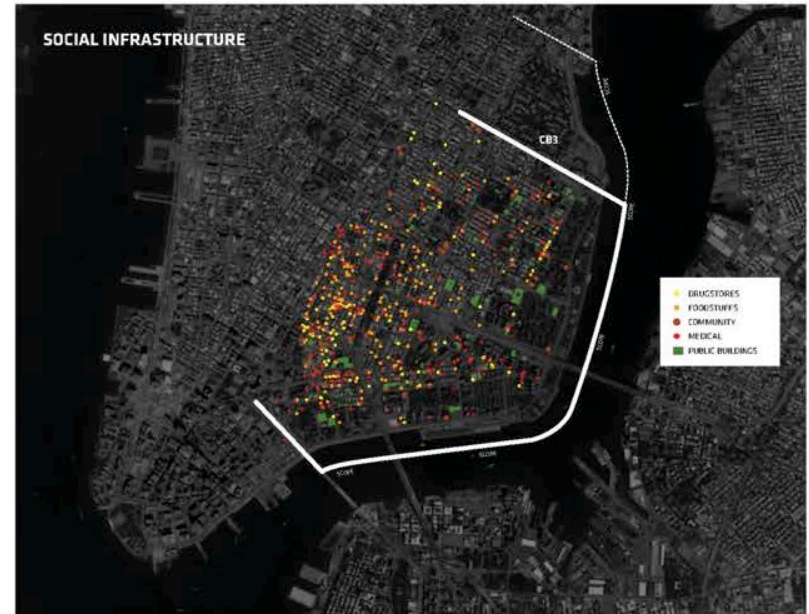 SOCIAL INFRASTRUCTURE
CB3
DRUGSTORES
FOODSTUFFS
COMMUNITY
MEDICAL
PUBLIC BUILDINGS